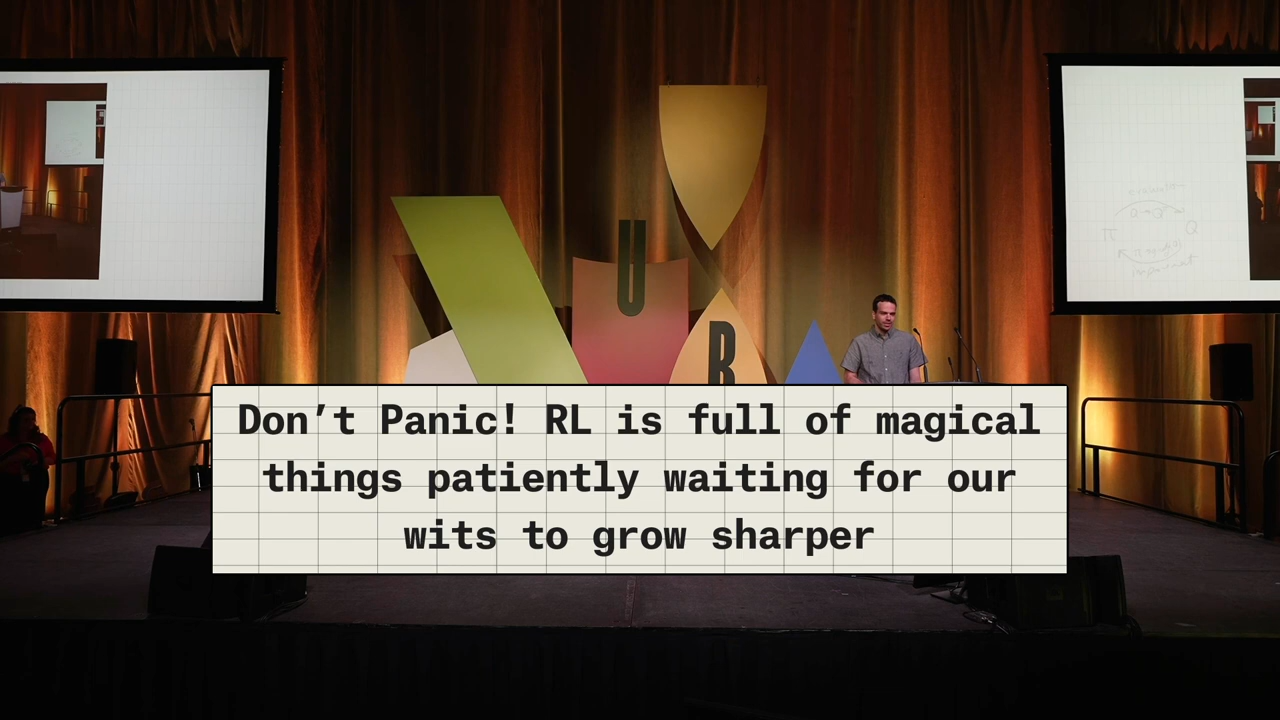 U
R
Don’t Panic! RL is full of magical
things patiently waiting for our
wits to grow sharper